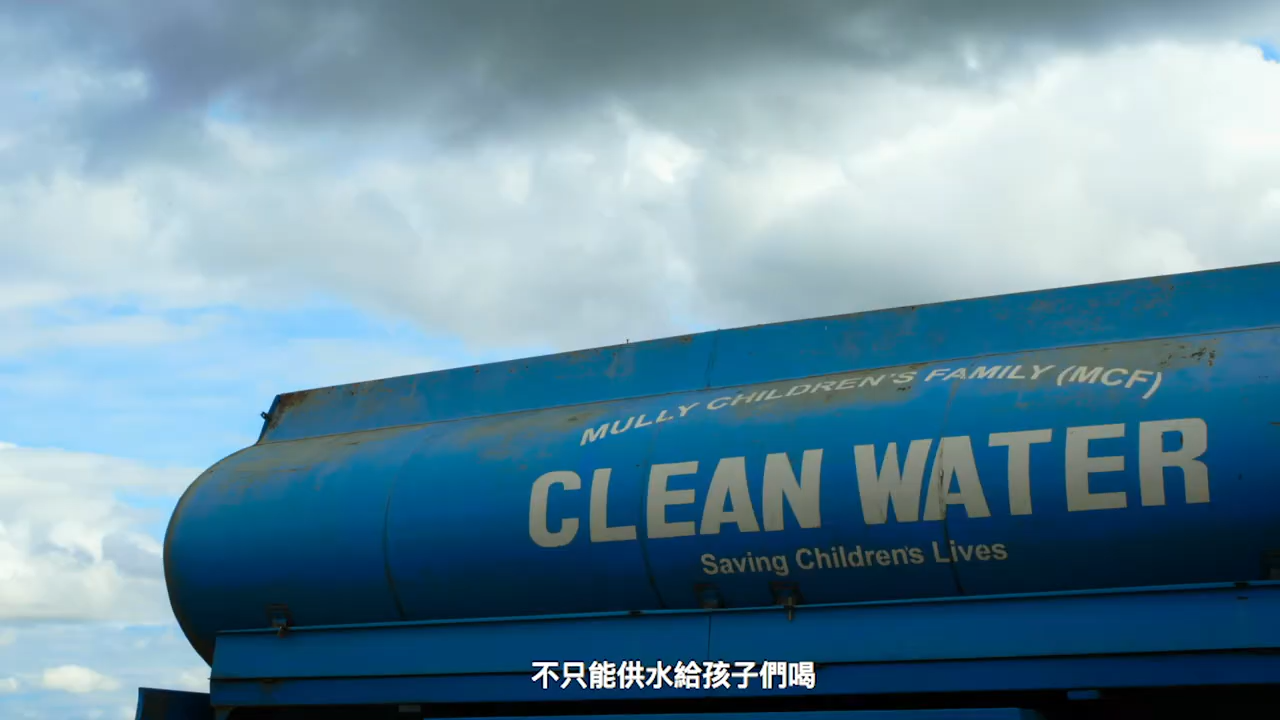 MULLY CHILDREN'S FAMILY (MCF)
CLEAN WATER
Saving Children's Lives
不只能供水給孩子們喝